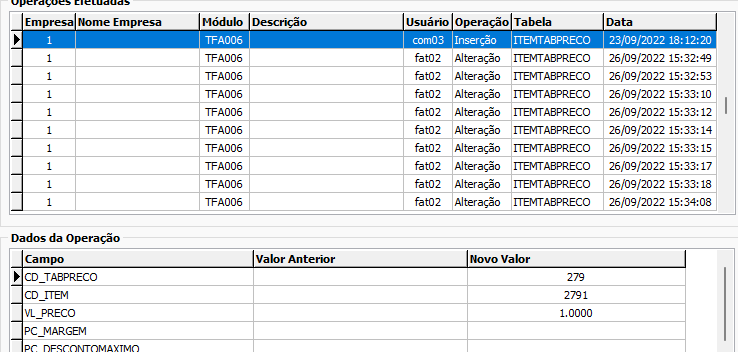 Operações Efetuadas
Empresa Nome Empresa Módulo Descrição Usuário Operação Tabela Data
1 TFA006 com03 Inserção ITEMTABPRECO 23/09/2022 18:12:20
1 TFA006 fat02 Alteração ITEMTABPRECO 26/09/2022 15:32:49
1 TFA006 fat02 Alteração ITEMTABPRECO 26/09/2022 15:32:53
1 TFA006 fat02 Alteração ITEMTABPRECO 26/09/2022 15:33:10
1 TFA006 fat02 Alteração ITEMTABPRECO 26/09/2022 15:33:12
1 TFA006 fat02 Alteração ITEMTABPRECO 26/09/2022 15:33:14
1 TFA006 fat02 Alteração ITEMTABPRECO 26/09/2022 15:33:15
1 TFA006 fat02 Alteração ITEMTABPRECO 26/09/2022 15:33:17
1 TFA006 fat02 Alteração ITEMTABPRECO 26/09/2022 15:33:18
1 TFA006 fat02 Alteração ITEMTABPRECO 26/09/2022 15:34:08
Dados da Operação
Campo Valor Anterior Novo Valor
CD_TABPRECO 279
CD_ITEM 2791
VL_PRECO 1.0000
PC_MARGEM
PC_DESCONTOMAXIMO